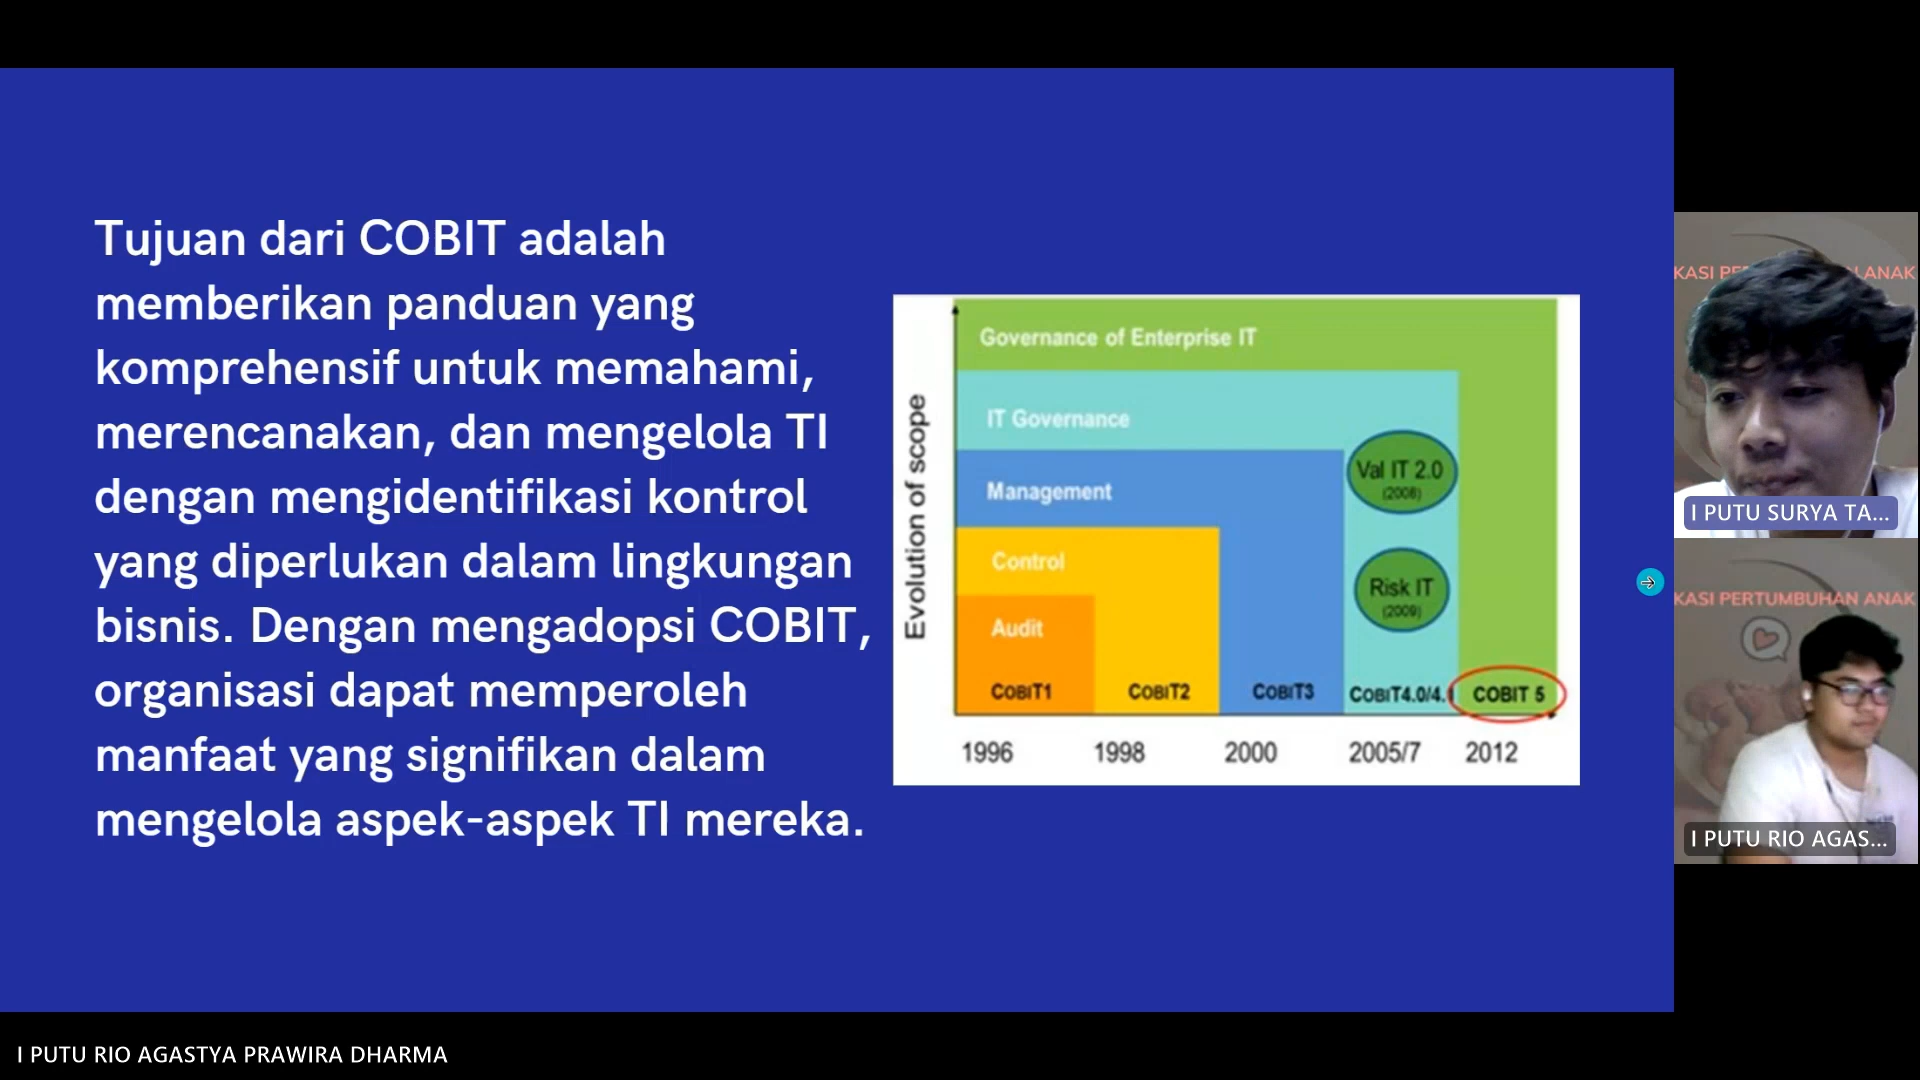 Tujuan dari COBIT adalah
memberikan panduan yang
komprehensif untuk memahami,
merencanakan, dan mengelola TI
dengan mengidentifikasi kontrol
yang diperlukan dalam lingkungan
bisnis. Dengan mengadopsi COBIT,
organisasi dapat memperoleh
manfaat yang signifikan dalam
mengelola aspek-aspek TI mereka.
Evolution of scope
Governance of Enterprise IT
IT Governance
Management
Control
Audit
Val IT 2.0
(2008)
Risk IT
(2009)
COBIT1
COBIT2
COBIT3
COBIT4.0/4.1
COBIT 5
1996
1998
2000
2005/7
2012
KASI PE
ANAK
I PUTU SURYA TA...
KASI PERTUMBUHAN ANAK
I PUTU RIO AGAS...
I PUTU RIO AGASTYA PRAWIRA DHARMA